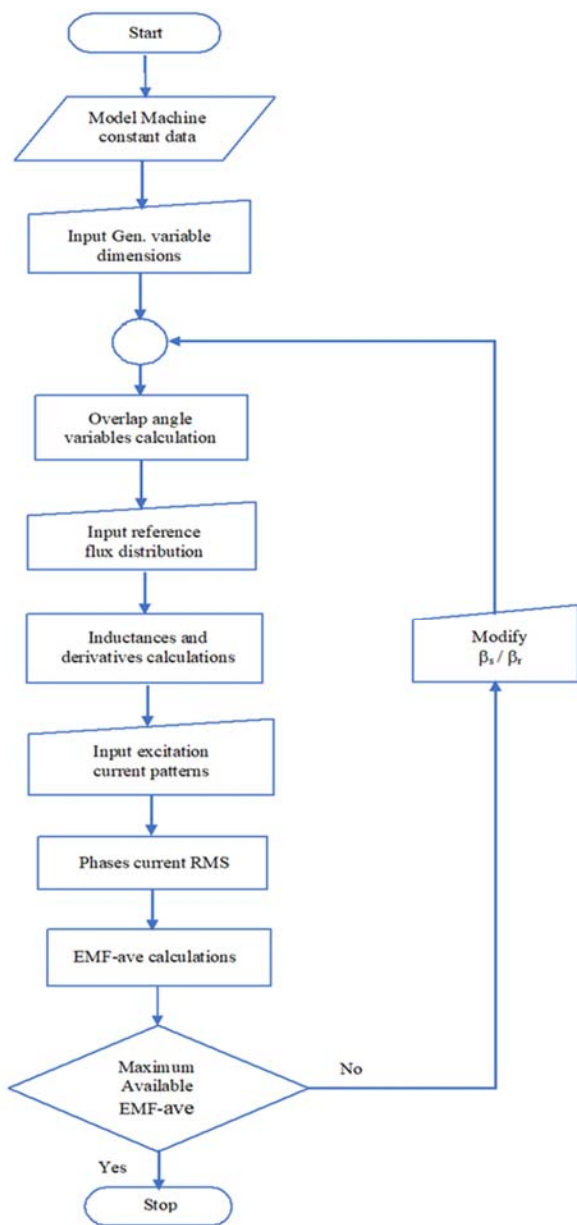 Start
Model Machine
constant data
Input Gen. variable
dimensions
Overlap angle
variables calculation
Input reference
flux distribution
Inductances and
derivatives calculations
Modify
βs / βr
Input excitation
current patterns
Phases current RMS
EMF-ave calculations
Maximum
Available
EMF-ave
No
Yes
Stop